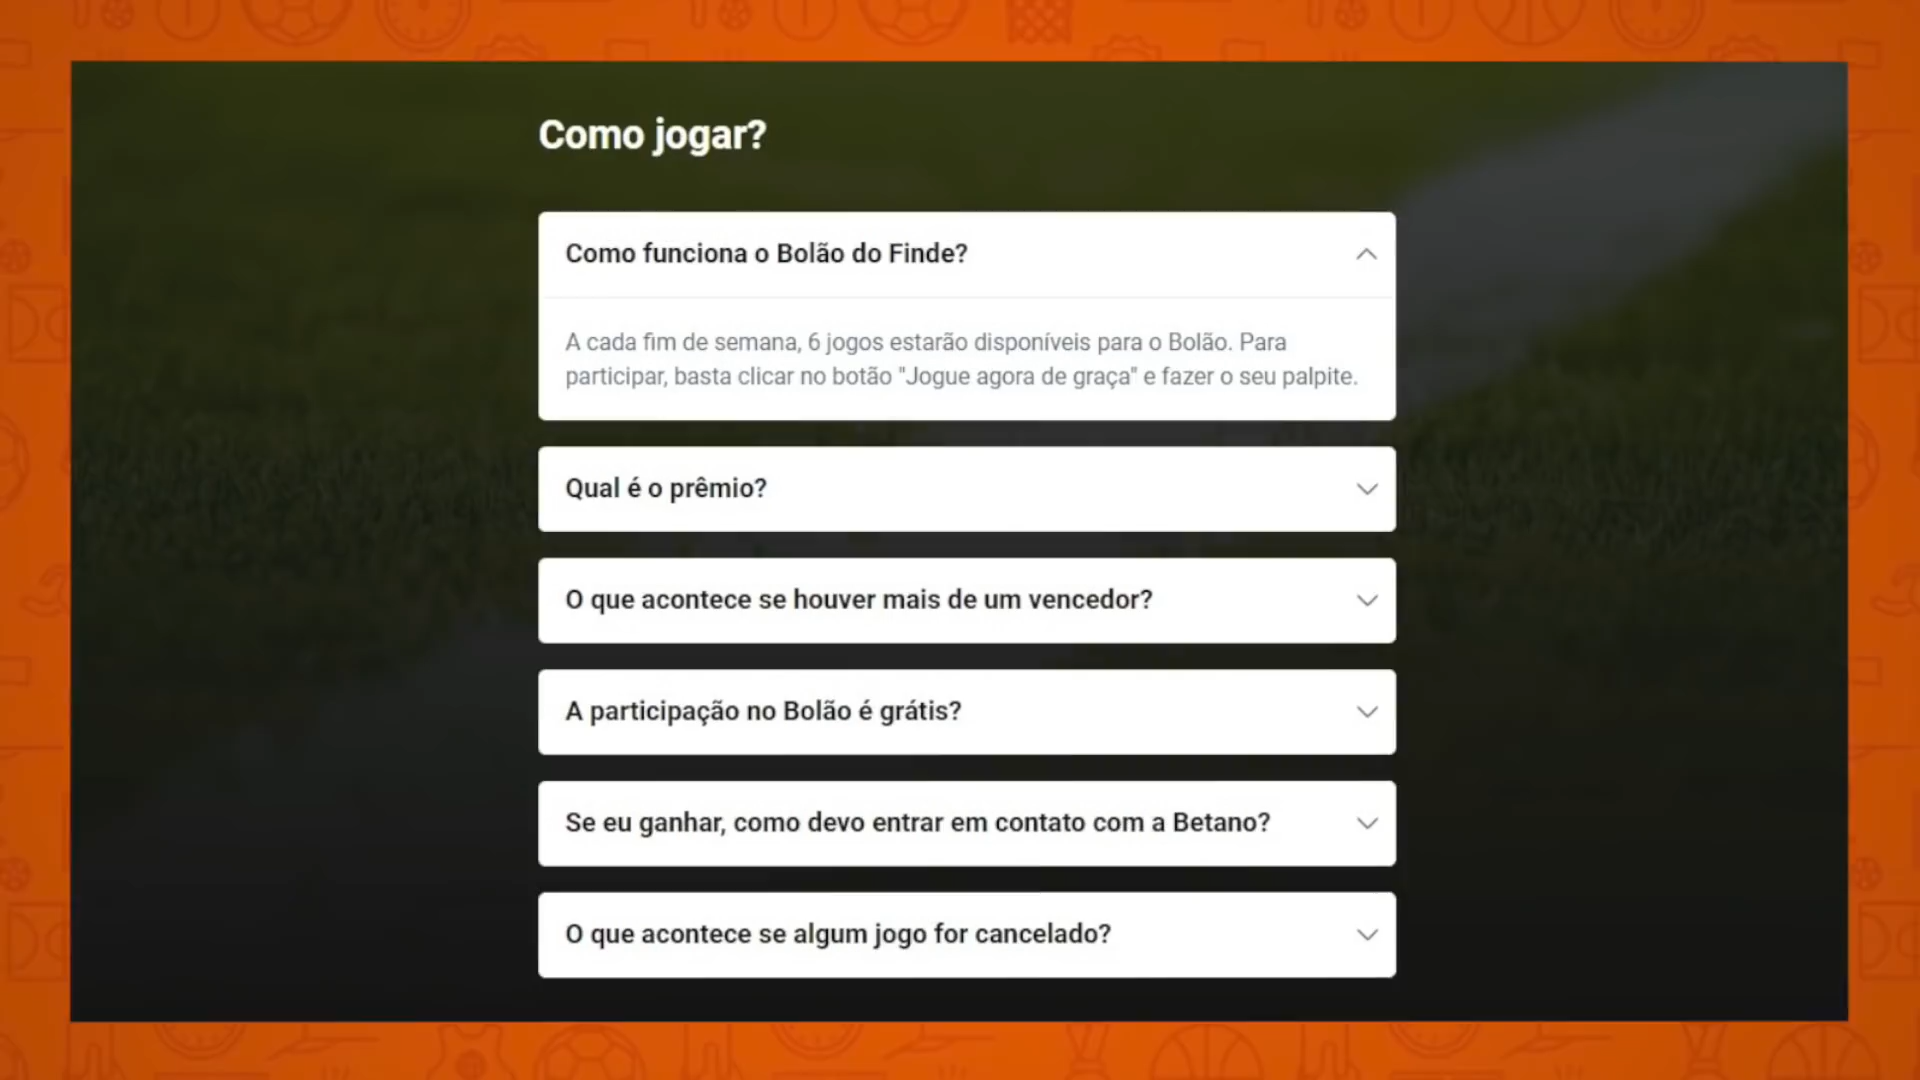 Como jogar?
Como funciona o Bolão do Finde?
A cada fim de semana, 6 jogos estarão disponíveis para o Bolão. Para
participar, basta clicar no botão "Jogue agora de graça" e fazer o seu palpite.
Qual é o prêmio?
O que acontece se houver mais de um vencedor?
A participação no Bolão é grátis?
Se eu ganhar, como devo entrar em contato com a Betano?
O que acontece se algum jogo for cancelado?